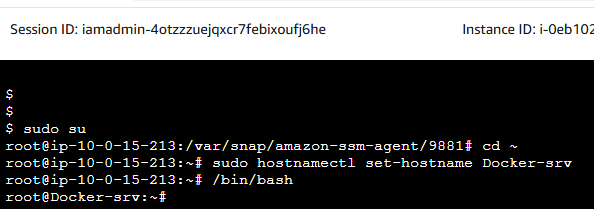 Session ID: iamadmin-4otzzzuejqxcr7febixoufj6he Instance ID: i-0eb102
$
$
$ sudo su
root@ip-10-0-15-213:/var/snap/amazon-ssm-agent/9881# cd ~
root@ip-10-0-15-213:~# sudo hostnamectl set-hostname Docker-srv
root@ip-10-0-15-213:~# /bin/bash
root@Docker-srv:~#